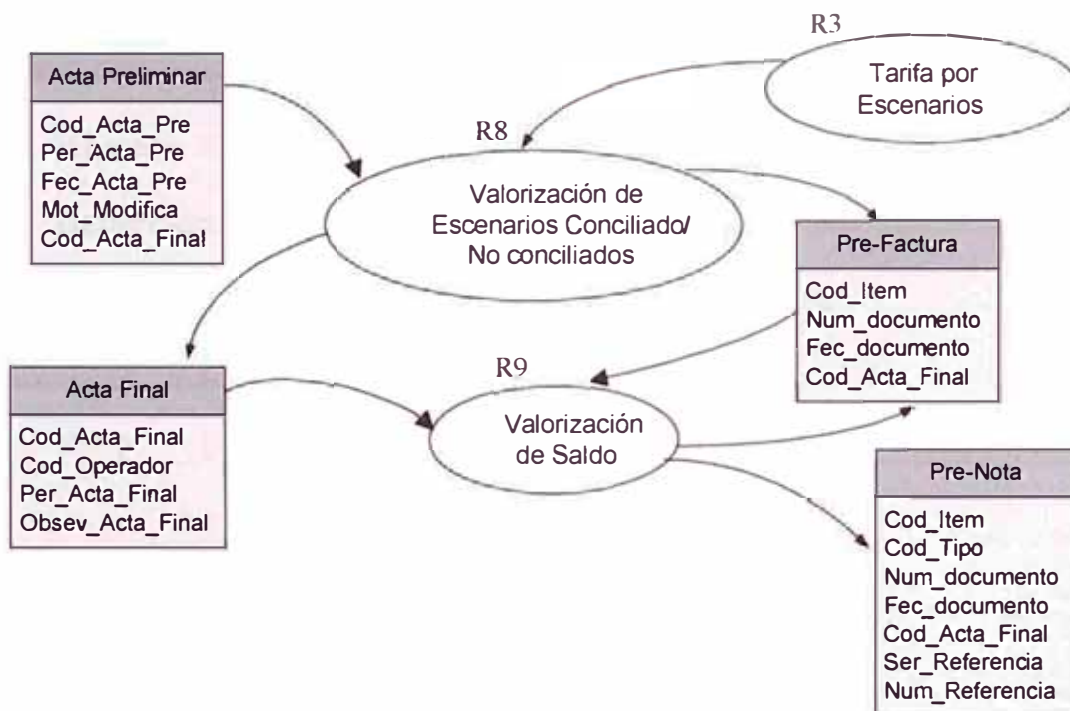 R3
Tarifa por
Escenarios
Acta Preliminar
Cod_Acta_Pre
Per_Acta_Pre
Fec_Acta_Pre
Mot_Modifica
Cod_Acta_Final
R8
Valorización de
Escenarios Conciliado/
No conciliados
Pre-Factura
Cod_Item
Num_documento
Fec_documento
Cod_Acta_Final
Acta Final
Cod_Acta_Final
Cod_Operador
Per_Acta_Final
Obsev_Acta_Final
R9
Valorización
de Saldo
Pre-Nota
Cod_Item
Cod_Tipo
Num_documento
Fec_documento
Cod_Acta_Final
Ser_Referencia
Num_Referencia